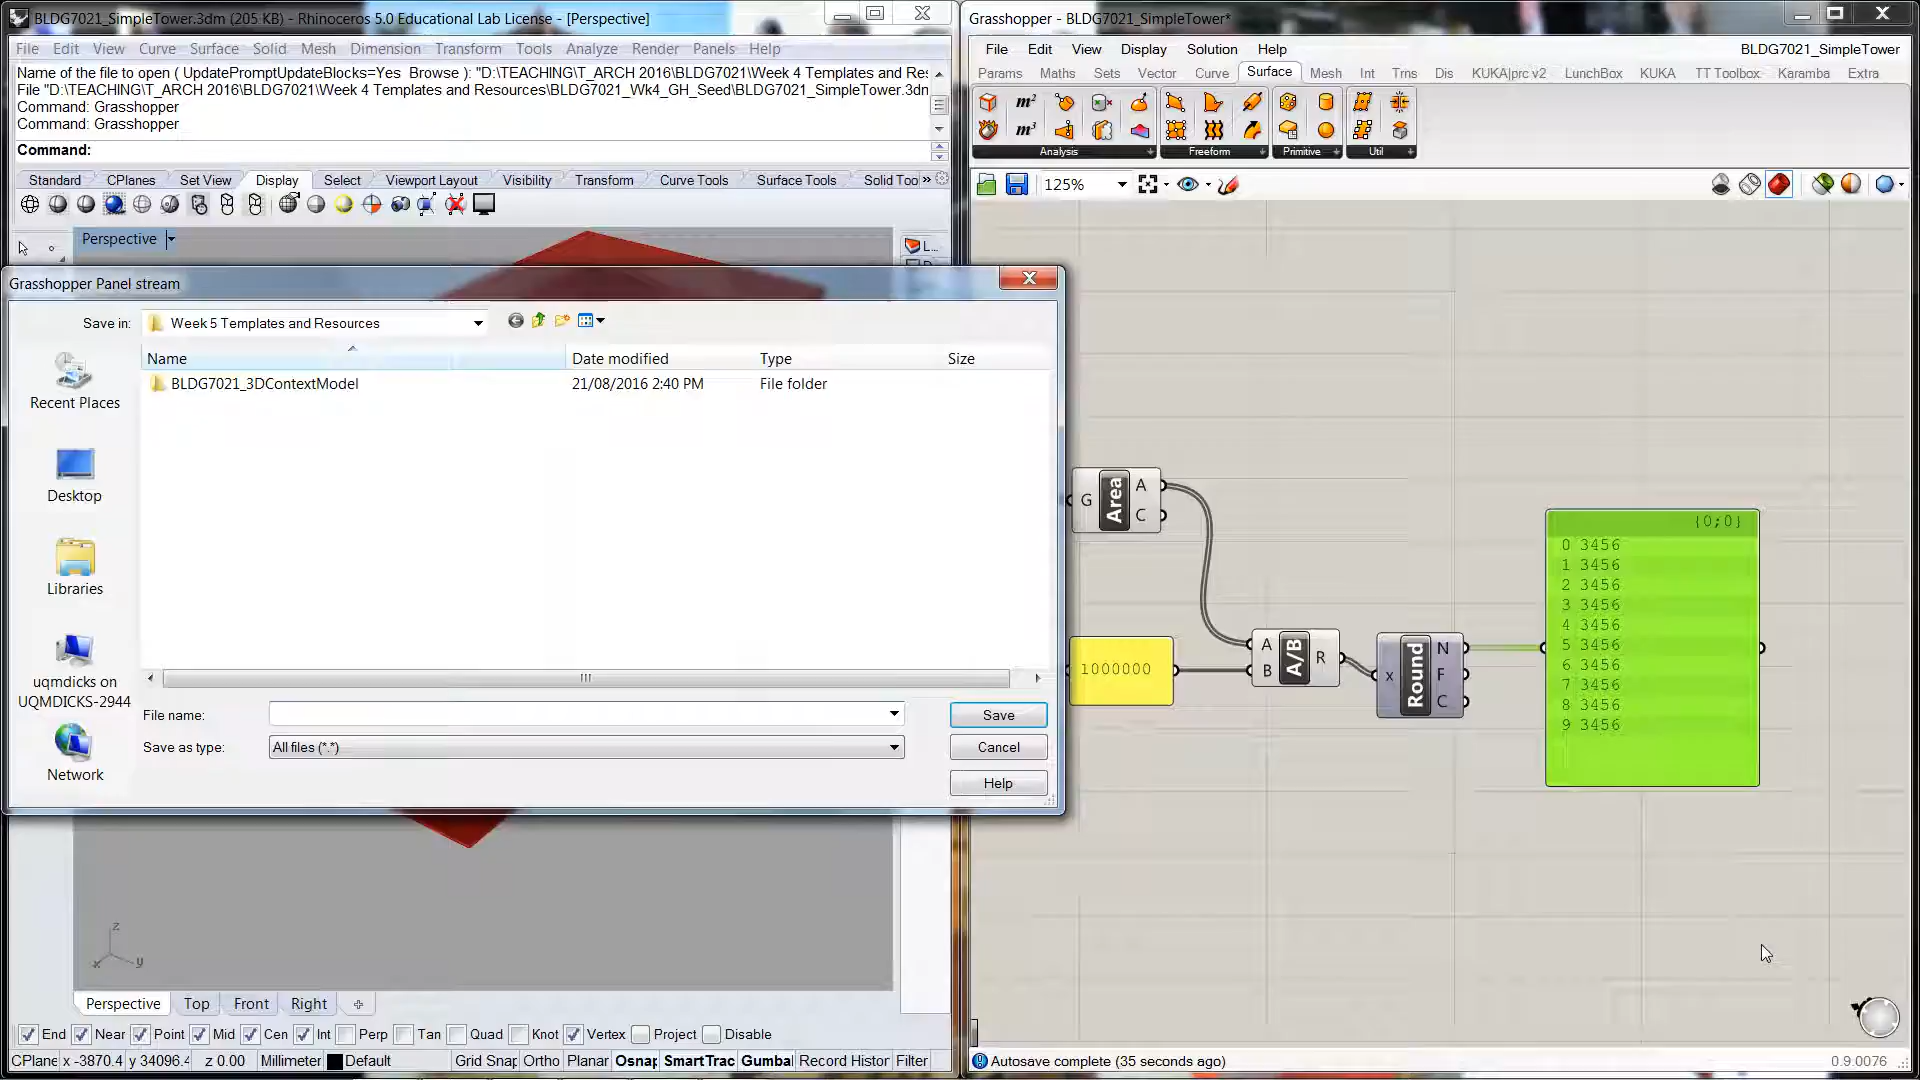 BLDG7021_SimpleTower.3dm (205 KB) - Rhinoceros 5.0 Educational Lab License - [Perspective]
File Edit View Curve Surface Solid Mesh Dimension Transform Tools Analyze Render Panels Help
Name of the file to open ( UpdatePromptUpdateBlocks=Yes Browse ): "D:\TEACHING\T_ARCH 2016\BLDG7021\Week 4 Templates and Res
File "D:\TEACHING\T_ARCH 2016\BLDG7021\Week 4 Templates and Resources\BLDG7021_Wk4_GH_Seed\BLDG7021_SimpleTower.3dm
Command: Grasshopper
Command: Grasshopper
Command:
Standard CPlanes Set View Display Select Viewport Layout Visibility Transform Curve Tools Surface Tools Solid Too »
Perspective
L...
Grasshopper Panel stream
Save in: Week 5 Templates and Resources
Name Date modified Type Size
BLDG7021_3DContextModel 21/08/2016 2:40 PM File folder
Recent Places
Desktop
Libraries
uqmdicks on
UQMDICKS-2944
Network
File name: Save
Save as type: All files (*.*) Cancel
Help
z
x y
Perspective Top Front Right
End Near Point Mid Cen Int Perp Tan Quad Knot Vertex Project Disable
CPlane x -3870.4 y 34096.4 z 0.00 Millimeter Default Grid Snap Ortho Planar Osnap SmartTrac Gumbal Record Histor Filter
Grasshopper - BLDG7021_SimpleTower*
File Edit View Display Solution Help BLDG7021_SimpleTower
Params Maths Sets Vector Curve Surface Mesh Int Trns Dis KUKA|prc v2 LunchBox KUKA TT Toolbox Karamba Extra
m² m³
Analysis Freeform Primitive Util
125%
G Area A C
1000000
A B A/B R
x Round N F C
{0;0}
0 3456
1 3456
2 3456
3 3456
4 3456
5 3456
6 3456
7 3456
8 3456
9 3456
Autosave complete (35 seconds ago) 0.9.0076